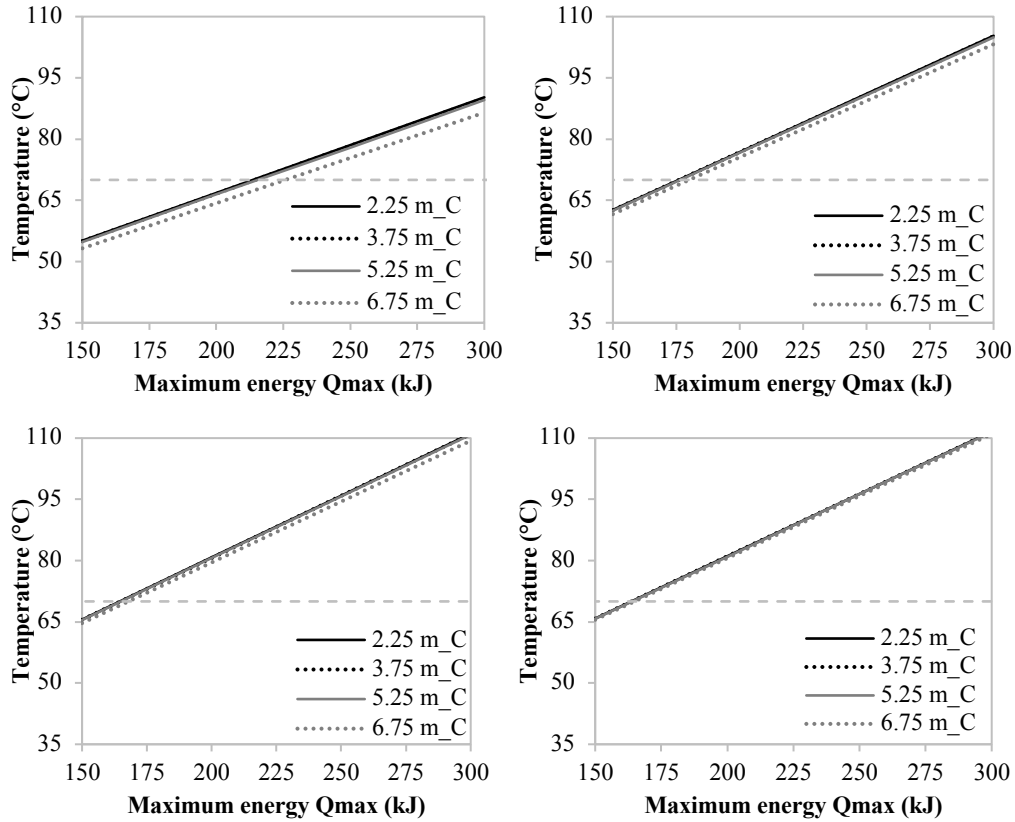 110
95
80
65
50
35
Temperature (°C)
2.25 m_C
3.75 m_C
5.25 m_C
6.75 m_C
150 175 200 225 250 275 300
Maximum energy Qmax (kJ)
110
95
80
65
50
35
Temperature (°C)
2.25 m_C
3.75 m_C
5.25 m_C
6.75 m_C
150 175 200 225 250 275 300
Maximum energy Qmax (kJ)
110
95
80
65
50
35
Temperature (°C)
2.25 m_C
3.75 m_C
5.25 m_C
6.75 m_C
150 175 200 225 250 275 300
Maximum energy Qmax (kJ)
110
95
80
65
50
35
Temperature (°C)
2.25 m_C
3.75 m_C
5.25 m_C
6.75 m_C
150 175 200 225 250 275 300
Maximum energy Qmax (kJ)